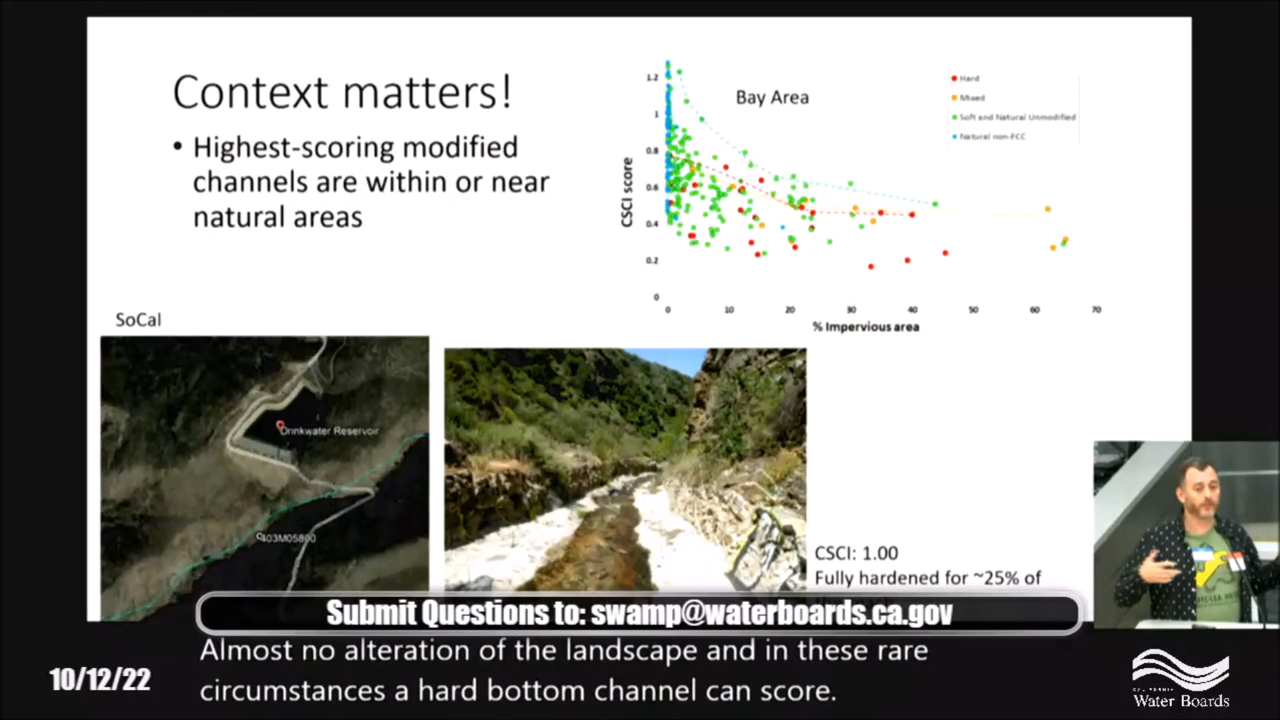 Context matters!
• Highest-scoring modified
channels are within or near
natural areas
Bay Area
Hard
Mixed
Soft and Natural Unmodified
Natural non-FCC
CSCI score
1.2
1
0.8
0.6
0.4
0.2
0
0 10 20 30 40 50 60 70
% Impervious area
SoCal
Drinkwater Reservoir
CSCI: 1.00
Fully hardened for ~25% of
Submit Questions to: swamp@waterboards.ca.gov
Almost no alteration of the landscape and in these rare
circumstances a hard bottom channel can score.
10/12/22
CALIFORNIA
Water Boards